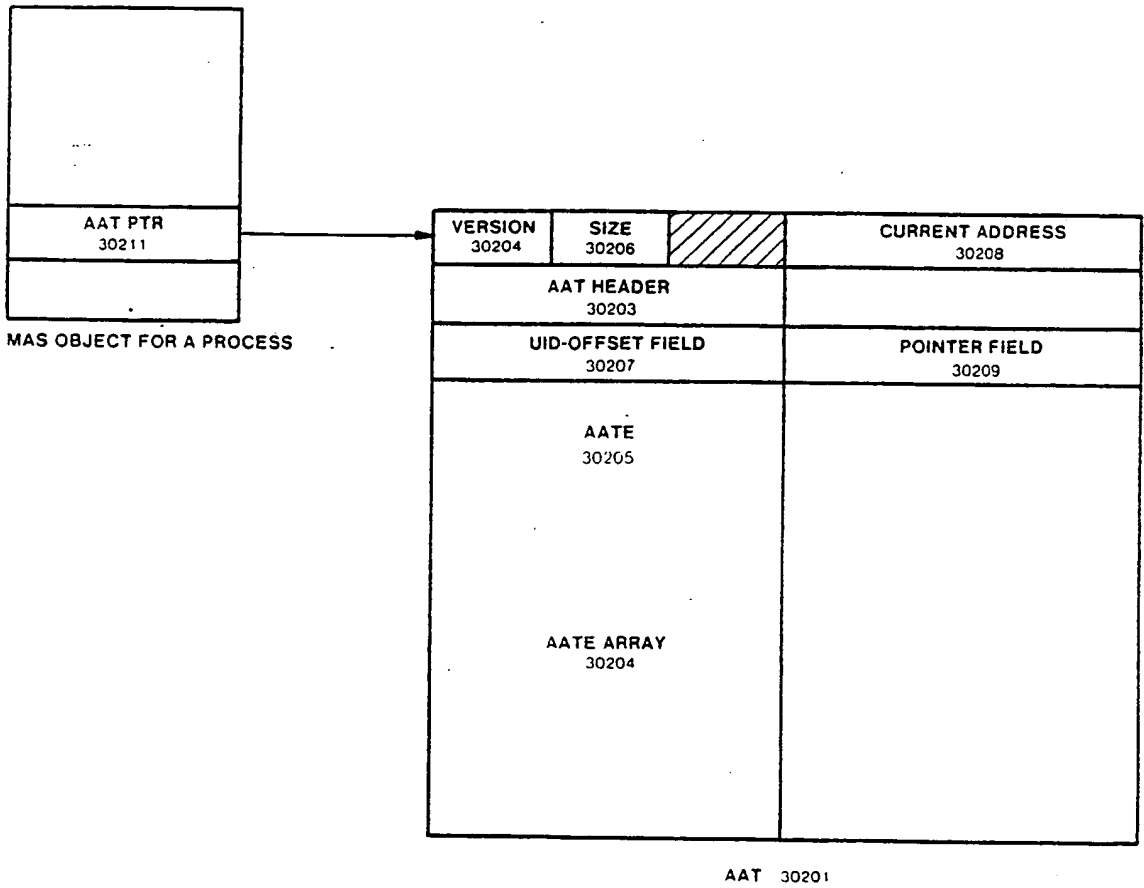 AAT PTR
30211
MAS OBJECT FOR A PROCESS
VERSION
30204
SIZE
30206
CURRENT ADDRESS
30208
AAT HEADER
30203
UID-OFFSET FIELD
30207
POINTER FIELD
30209
AATE
30205
AATE ARRAY
30204
AAT 30201